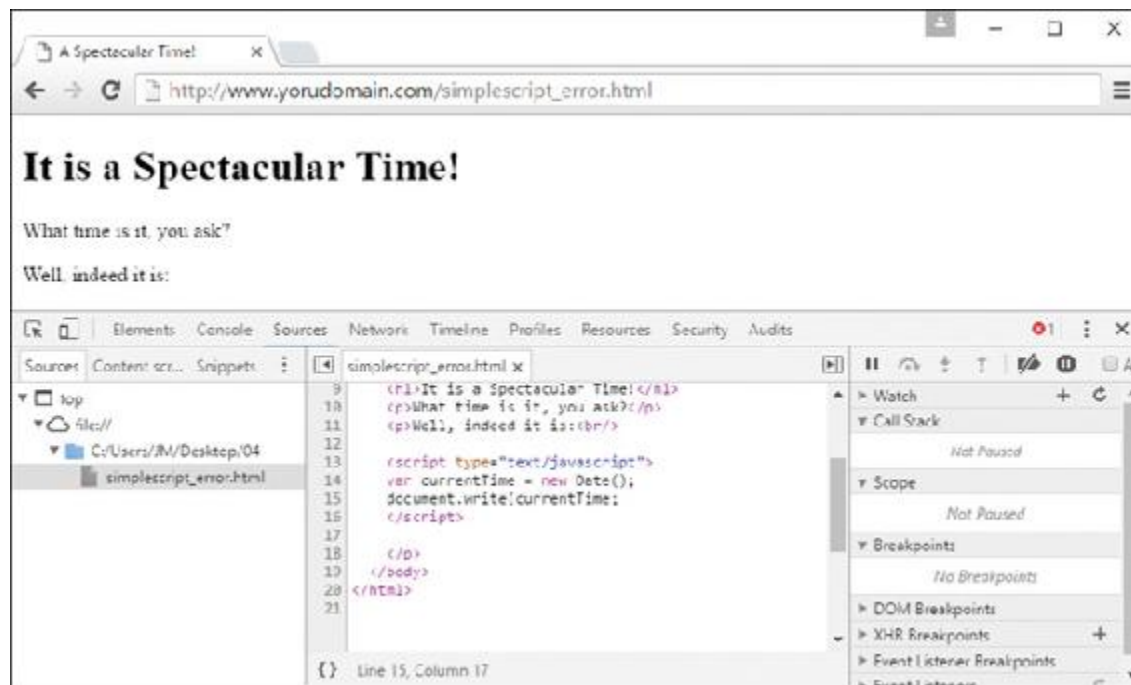 A Spectacular Time!
http://www.yorudomain.com/simplescript_error.html
It is a Spectacular Time!
What time is it, you ask?
Well, indeed it is:
Elements Console Sources Network Timeline Profiles Resources Security Audits 1
Sources Content scr... Snippets
simplescript_error.html
top
file://
C:/Users/JM/Desktop/04
simplescript_error.html
9 <h1>It is a Spectacular Time!</h1>
10 <p>What time is it, you ask?</p>
11 <p>Well, indeed it is:<br/>
12
13 <script type="text/javascript">
14 var currentTime = new Date();
15 document.write(currentTime;
16 </script>
17
18 </p>
19 </body>
20 </html>
21
{} Line 15, Column 17
A
Watch
Call Stack
Not Paused
Scope
Not Paused
Breakpoints
No Breakpoints
DOM Breakpoints
XHR Breakpoints
Event Listener Breakpoints
Event Listeners